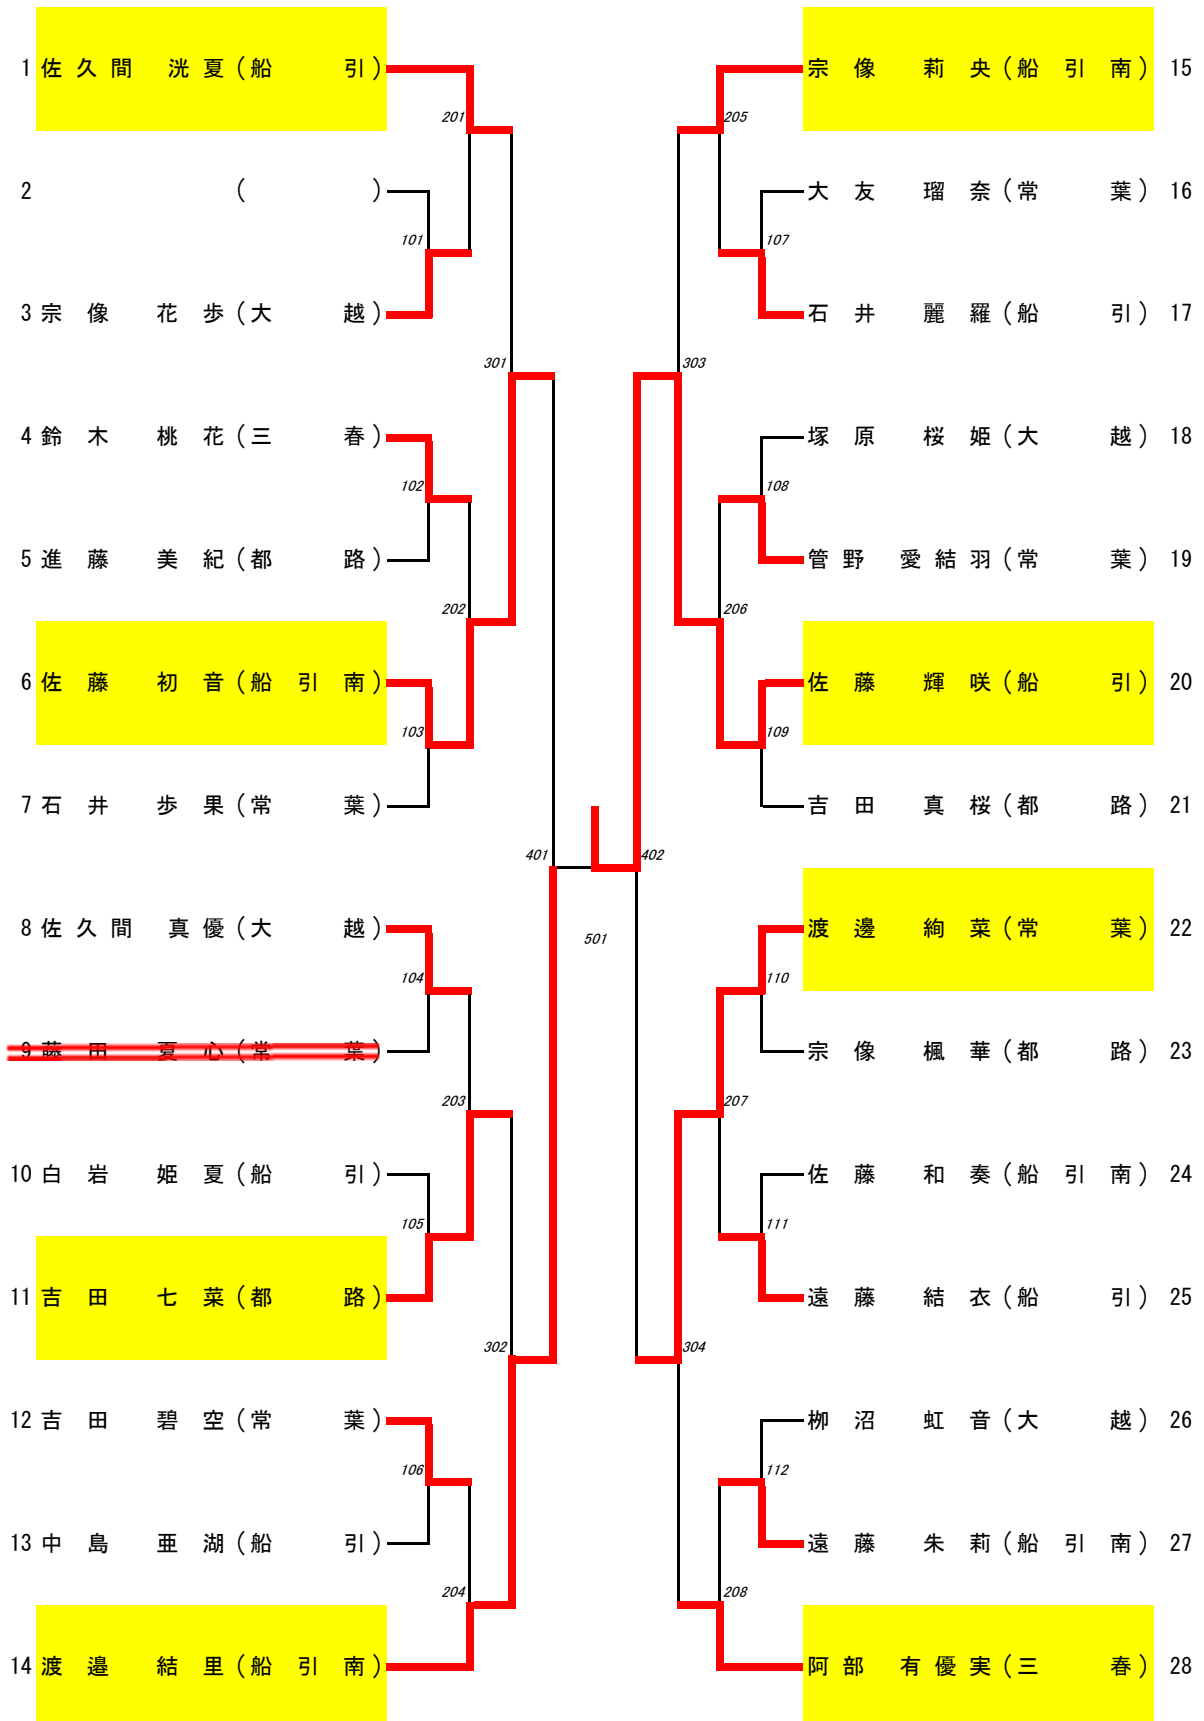 1 佐久間 洸夏(船 引)
201
2 ( )
101
3 宗像 花歩(大 越)
301
4 鈴木 桃花(三 春)
102
5 進藤 美紀(都 路)
202
6 佐藤 初音(船引南)
103
7 石井 歩果(常 葉)
401
8 佐久間 真優(大 越)
104
9 藤田 夏心(常 葉)
203
10 白岩 姫夏(船 引)
105
11 吉田 七菜(都 路)
302
12 吉田 碧空(常 葉)
106
13 中島 亜湖(船 引)
204
14 渡邉 結里(船引南)
501
宗像 莉央(船引南) 15
205
大友 瑠奈(常 葉) 16
107
石井 麗羅(船 引) 17
303
塚原 桜姫(大 越) 18
108
管野 愛結羽(常 葉) 19
206
佐藤 輝咲(船 引) 20
109
吉田 真桜(都 路) 21
402
渡邊 絢菜(常 葉) 22
110
宗像 楓華(都 路) 23
207
佐藤 和奏(船引南) 24
111
遠藤 結衣(船 引) 25
304
栁沼 虹音(大 越) 26
112
遠藤 朱莉(船引南) 27
208
阿部 有優実(三 春) 28